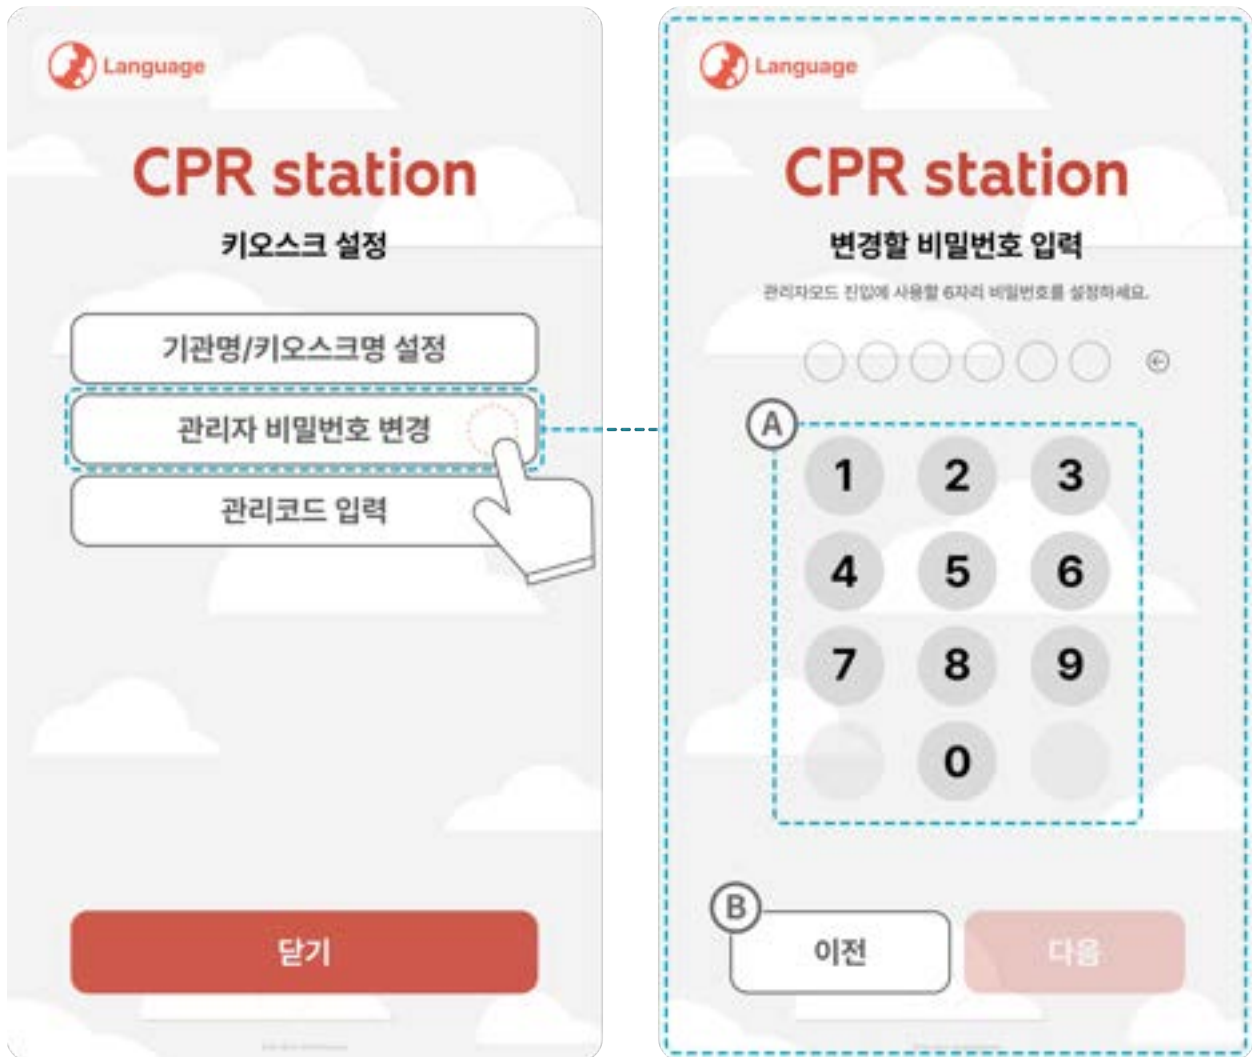 Language
CPR station
키오스크 설정
기관명/키오스크명 설정
관리자 비밀번호 변경
관리코드 입력
닫기
Language
CPR station
변경할 비밀번호 입력
관리자모드 진입에 사용할 6자리 비밀번호를 설정하세요.
A
1 2 3
4 5 6
7 8 9
0
B
이전 다음